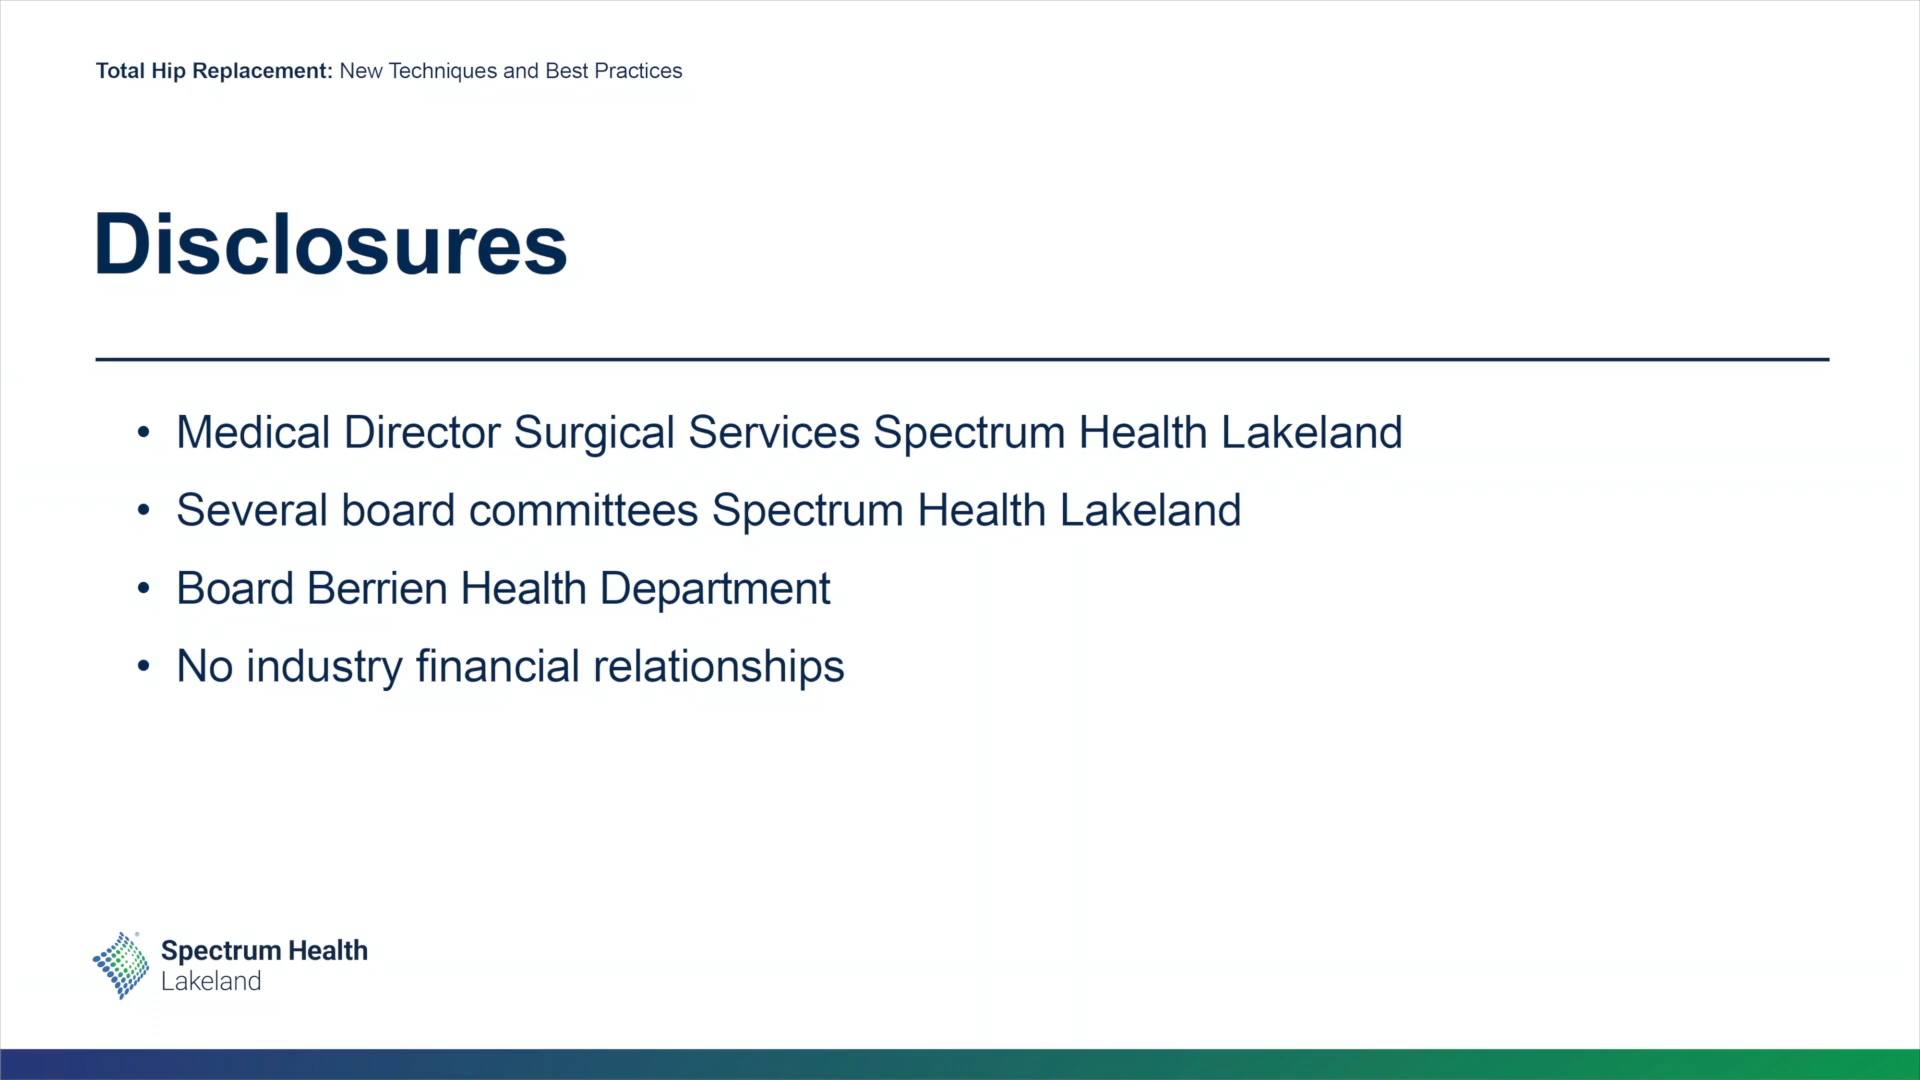 Total Hip Replacement: New Techniques and Best Practices
Disclosures
• Medical Director Surgical Services Spectrum Health Lakeland
• Several board committees Spectrum Health Lakeland
• Board Berrien Health Department
• No industry financial relationships
Spectrum Health
Lakeland